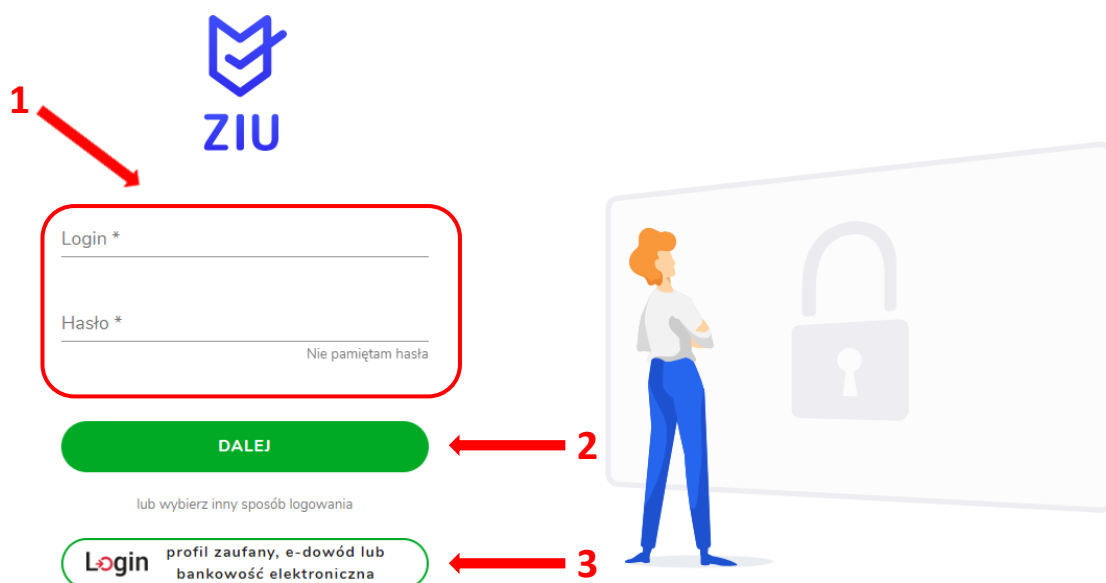 1
ZIU
Login *
Hasło *
Nie pamiętam hasła
DALEJ
2
lub wybierz inny sposób logowania
Login
profil zaufany, e-dowód lub
bankowość elektroniczna
3